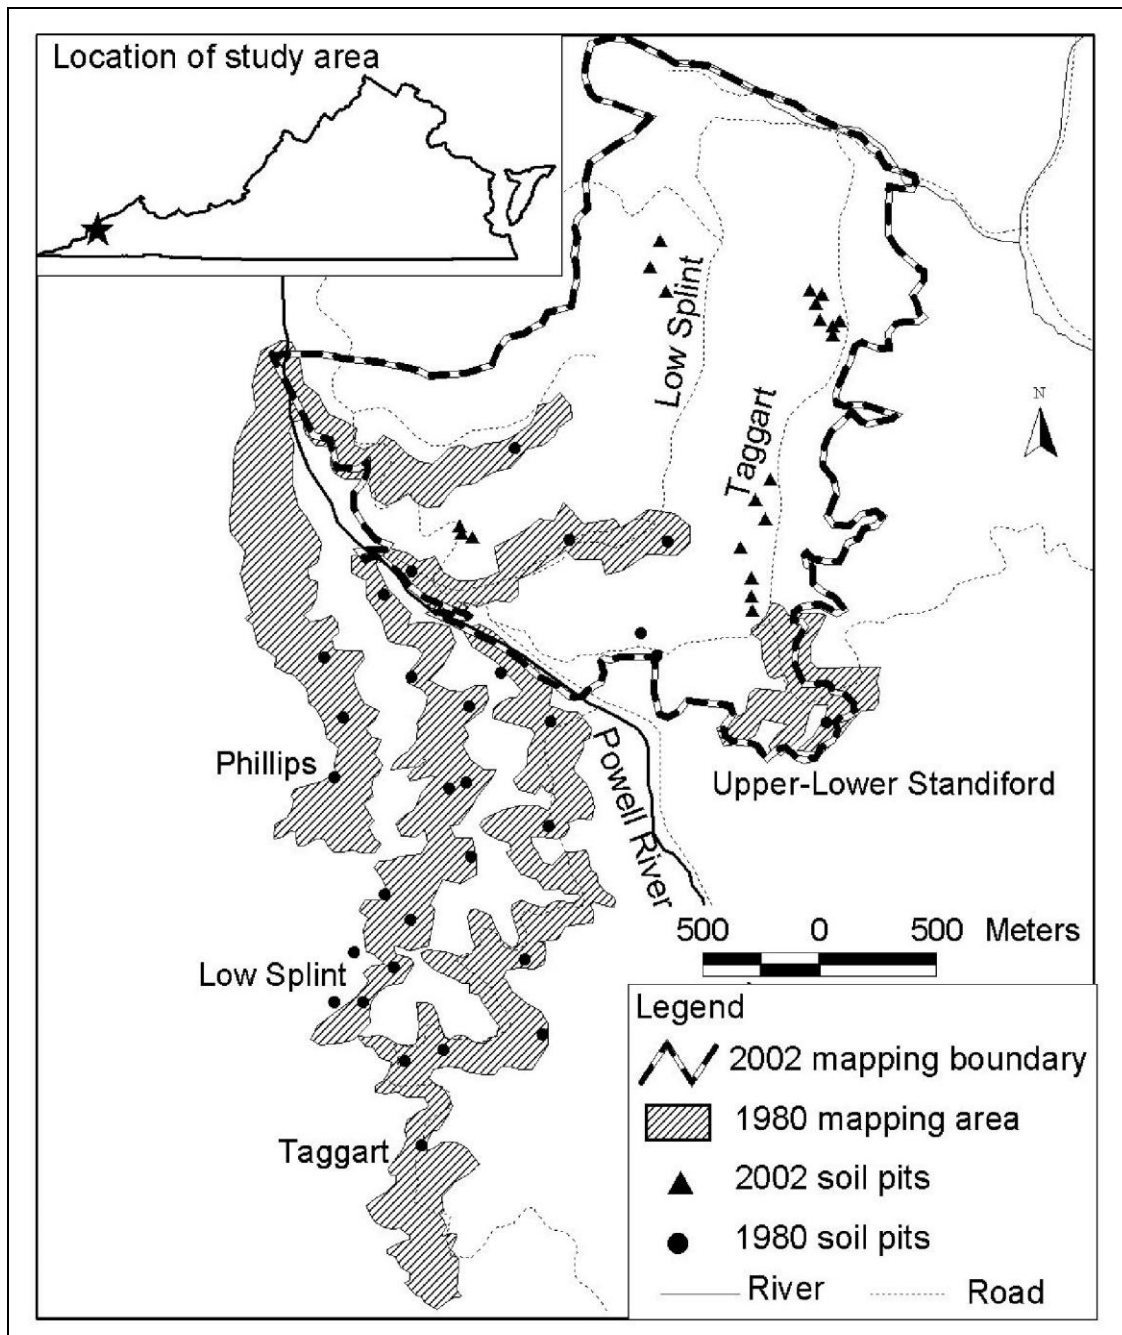 Location of study area
Low Splint
Taggart
N
Phillips
Powell River
Upper-Lower Standiford
500 0 500 Meters
Low Splint
Taggart
Legend
2002 mapping boundary
1980 mapping area
2002 soil pits
1980 soil pits
River Road